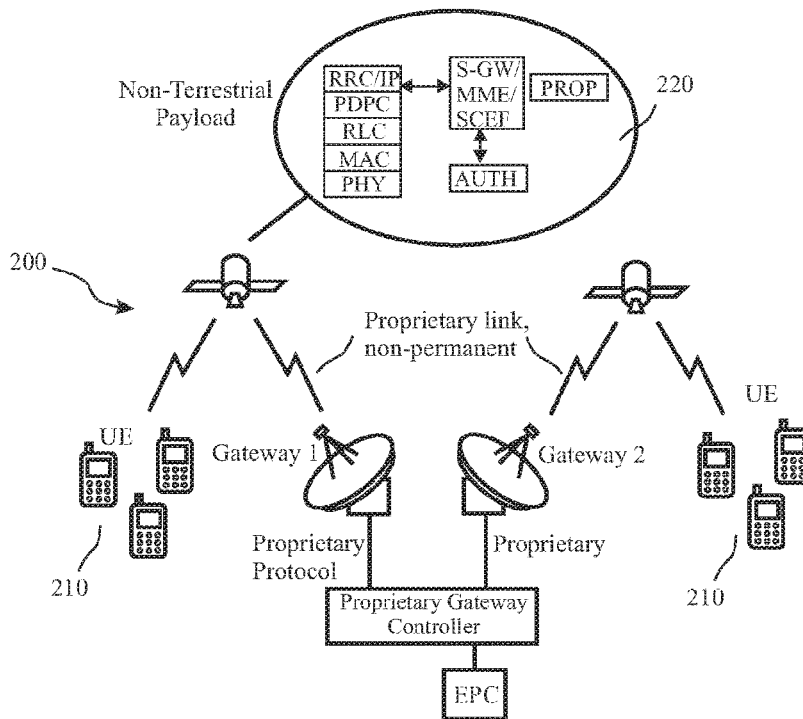 Non-Terrestrial
Payload
RRC/IP
PDPC
RLC
MAC
PHY
S-GW/
MME/
SCEF
PROP
AUTH
220
200
Proprietary link,
non-permanent
UE
UE
Gateway 1
Gateway 2
210
Proprietary
Protocol
Proprietary
210
Proprietary Gateway
Controller
EPC